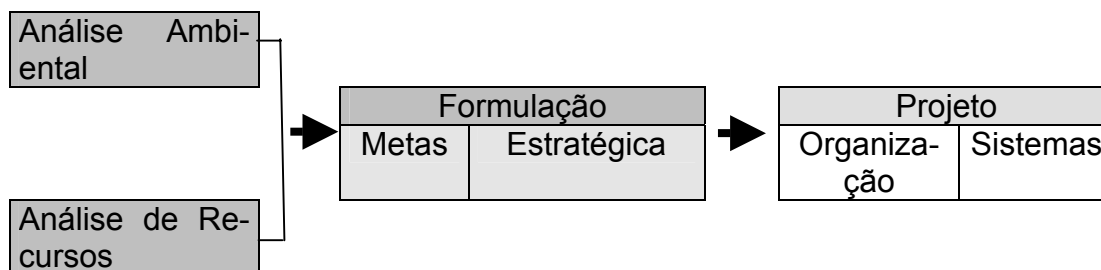 Análise Ambi-
ental
Formulação
Metas Estratégica
Projeto
Organiza-
ção
Sistemas
Análise de Re-
cursos